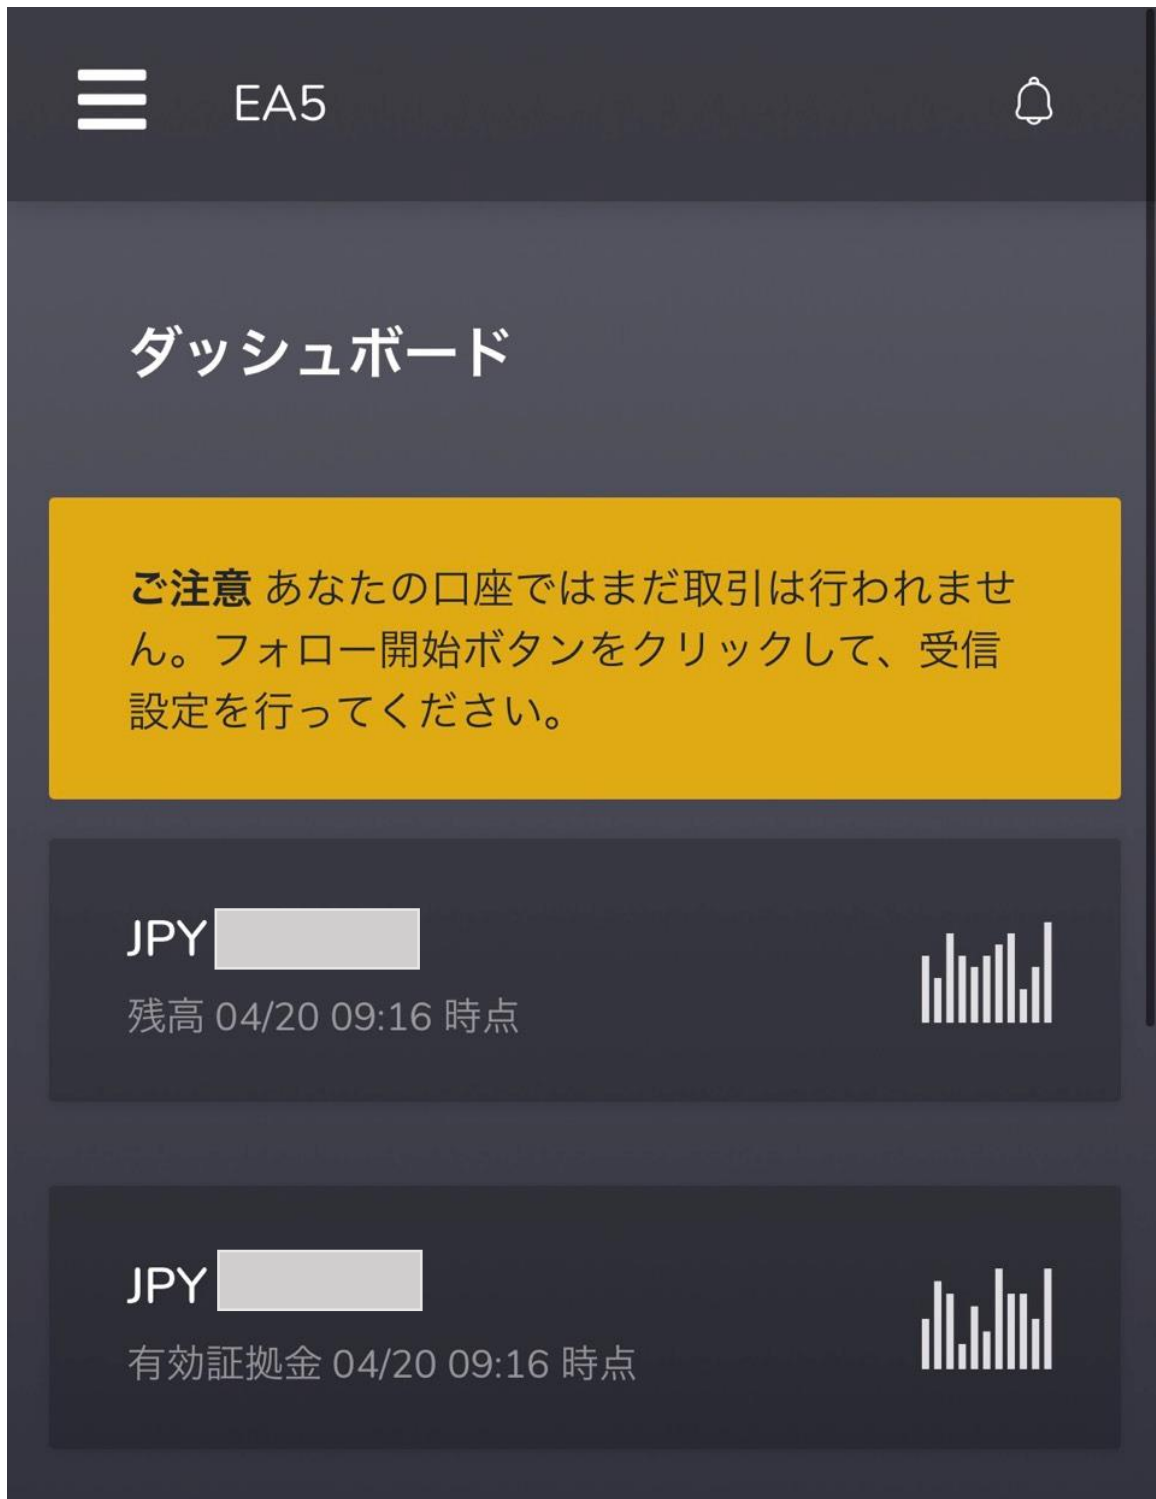 EA5
ダッシュボード
ご注意 あなたの口座ではまだ取引は行われませ
ん。フォロー開始ボタンをクリックして、受信
設定を行ってください。
JPY
残高 04/20 09:16 時点
JPY
有効証拠金 04/20 09:16 時点